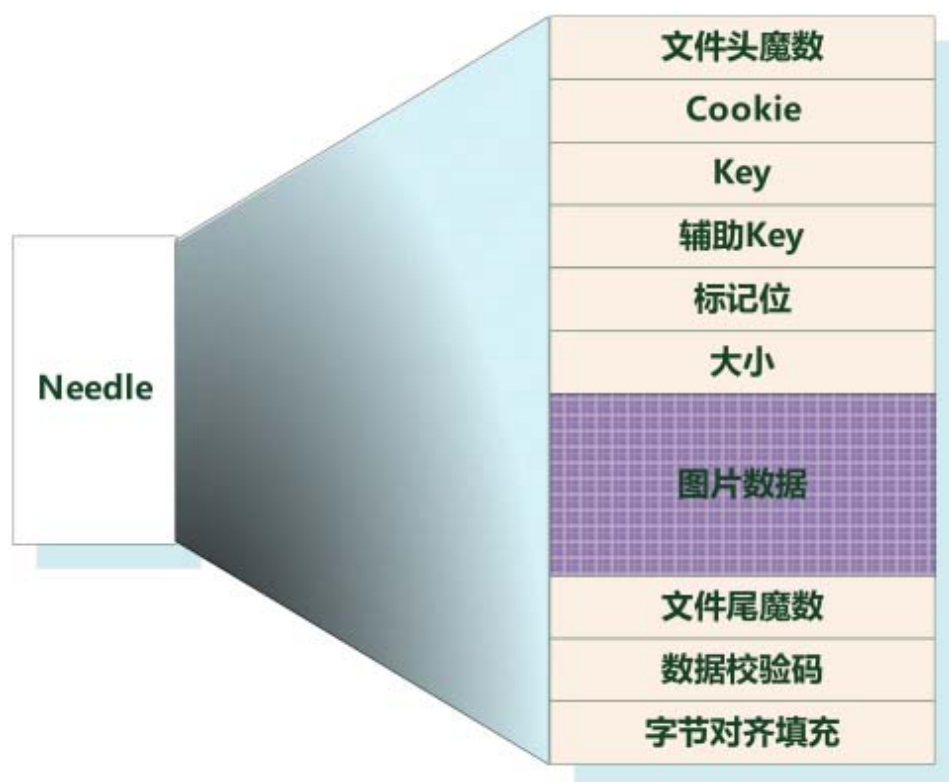 文件头魔数
Cookie
Key
辅助Key
标记位
大小
Needle
图片数据
文件尾魔数
数据校验码
字节对齐填充